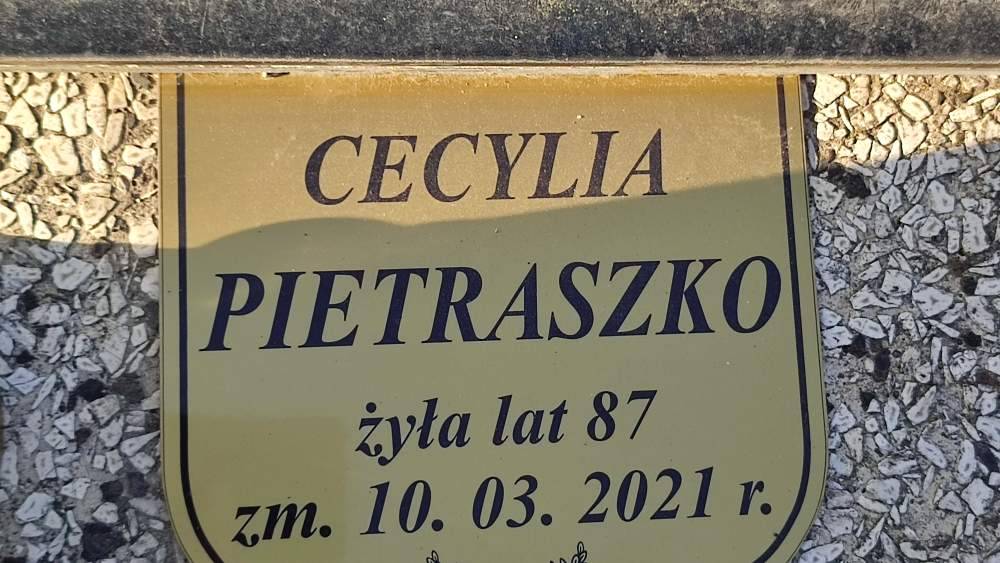 CECYLIA
PIETRASZKO
żyła lat 87
zm. 10. 03. 2021 r.